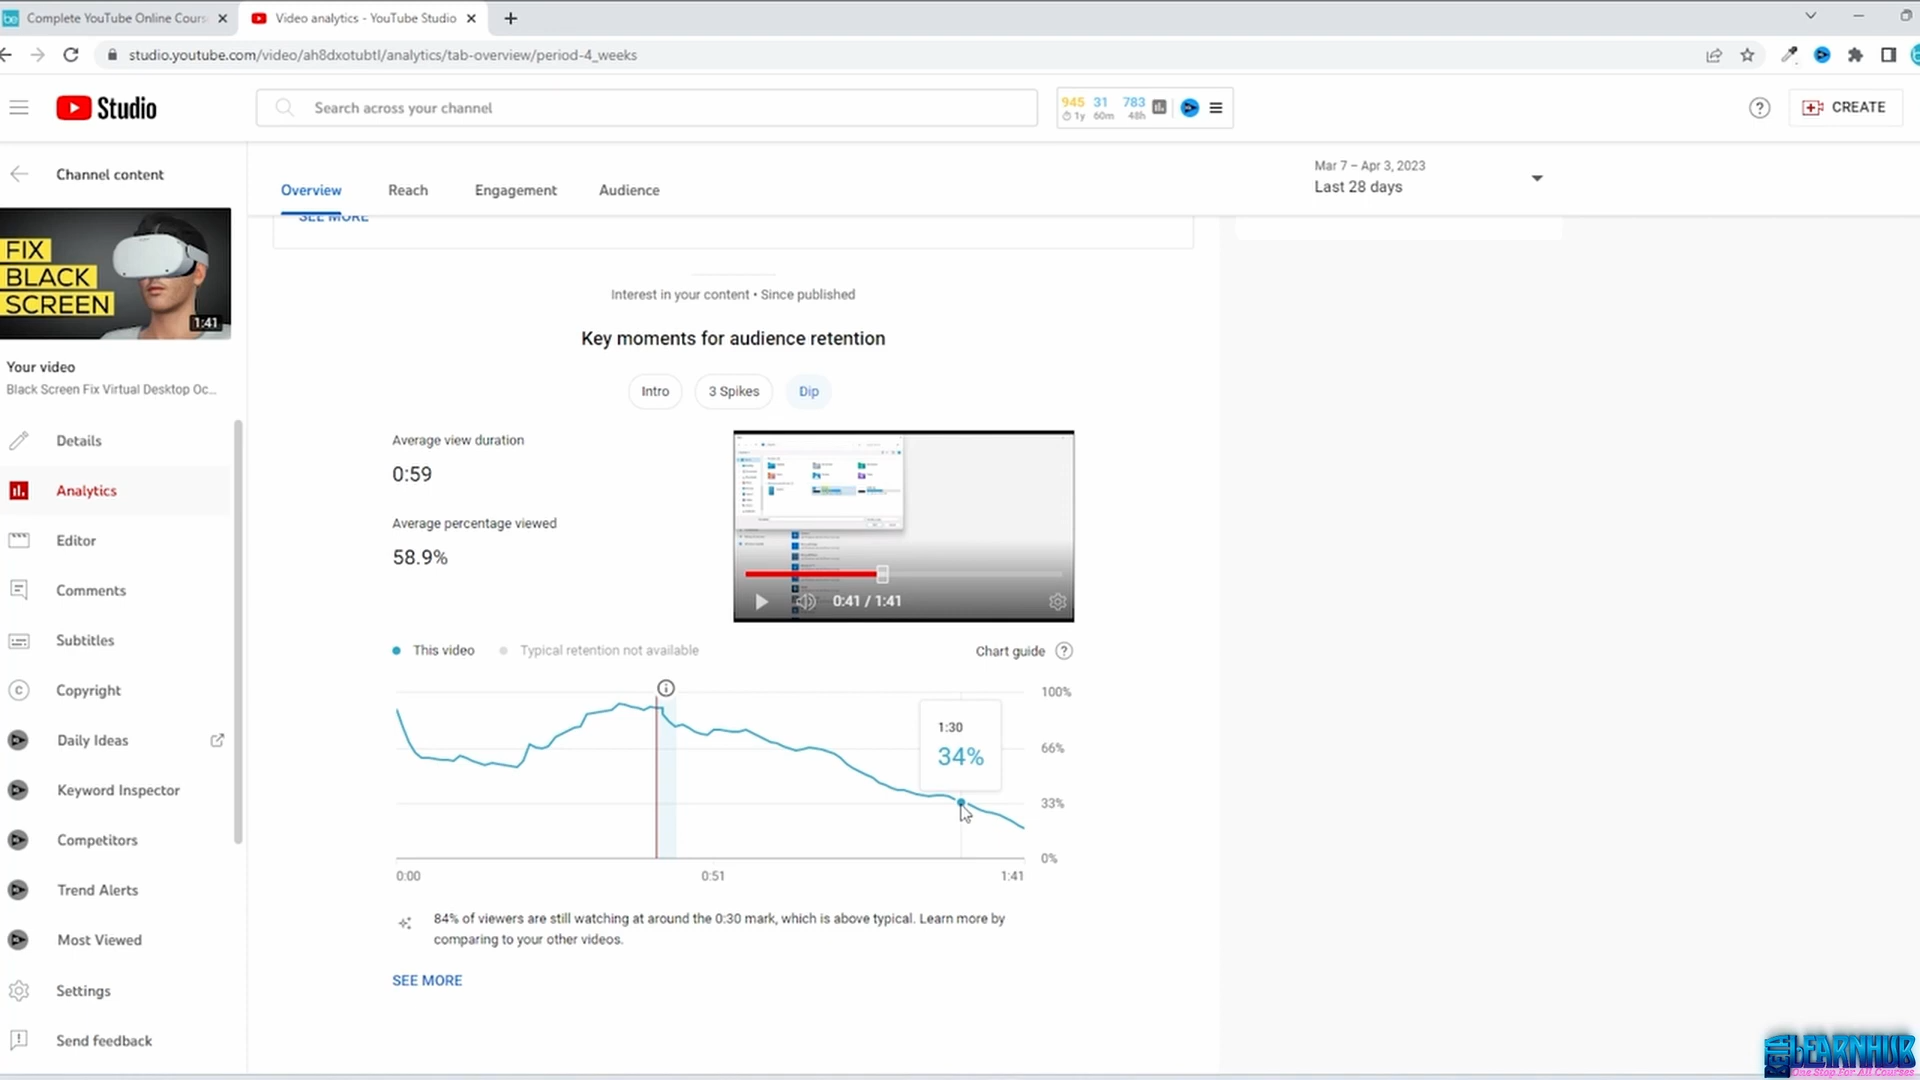 Complete YouTube Online Cours
Video analytics - YouTube Studio
studio.youtube.com/video/ah8dxotubtl/analytics/tab-overview/period-4_weeks
Studio
Search across your channel
945 31 783
1y 60m 48h
CREATE
Channel content
Overview
Reach
Engagement
Audience
Mar 7 – Apr 3, 2023
Last 28 days
SEE MORE
FIX
BLACK
SCREEN
1:41
Your video
Black Screen Fix Virtual Desktop Oc...
Details
Analytics
Editor
Comments
Subtitles
Copyright
Daily Ideas
Keyword Inspector
Competitors
Trend Alerts
Most Viewed
Settings
Send feedback
Interest in your content • Since published
Key moments for audience retention
Intro
3 Spikes
Dip
Average view duration
0:59
Average percentage viewed
58.9%
0:41 / 1:41
This video
Typical retention not available
Chart guide
1:30
34%
100%
66%
33%
0%
0:00
0:51
1:41
84% of viewers are still watching at around the 0:30 mark, which is above typical. Learn more by
comparing to your other videos.
SEE MORE
BETA
LEARNHUB
One Stop For All Courses